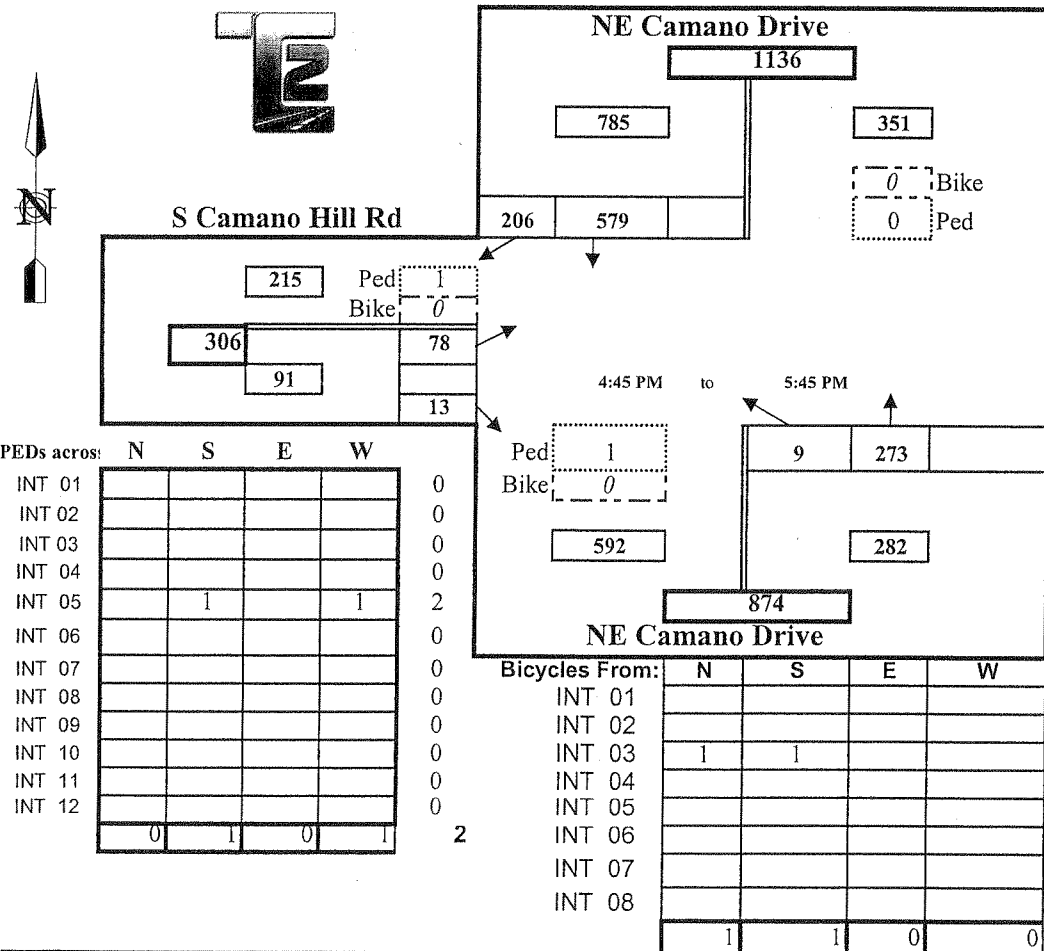 TC2
NE Camano Drive
1136
785 351
0 Bike
0 Ped
N
S Camano Hill Rd
206 579
215 Ped 1
Bike 0
306 78
91
13
4:45 PM to 5:45 PM
Ped 1
Bike 0
9 273
592 282
874
NE Camano Drive
PEDs across N S E W
INT 01 0
INT 02 0
INT 03 0
INT 04 0
INT 05 1 1 2
INT 06 0
INT 07 0
INT 08 0
INT 09 0
INT 10 0
INT 11 0
INT 12 0
0 1 0 1 2
Bicycles From: N S E W
INT 01
INT 02
INT 03 1 1
INT 04
INT 05
INT 06
INT 07
INT 08
1 1 0 0